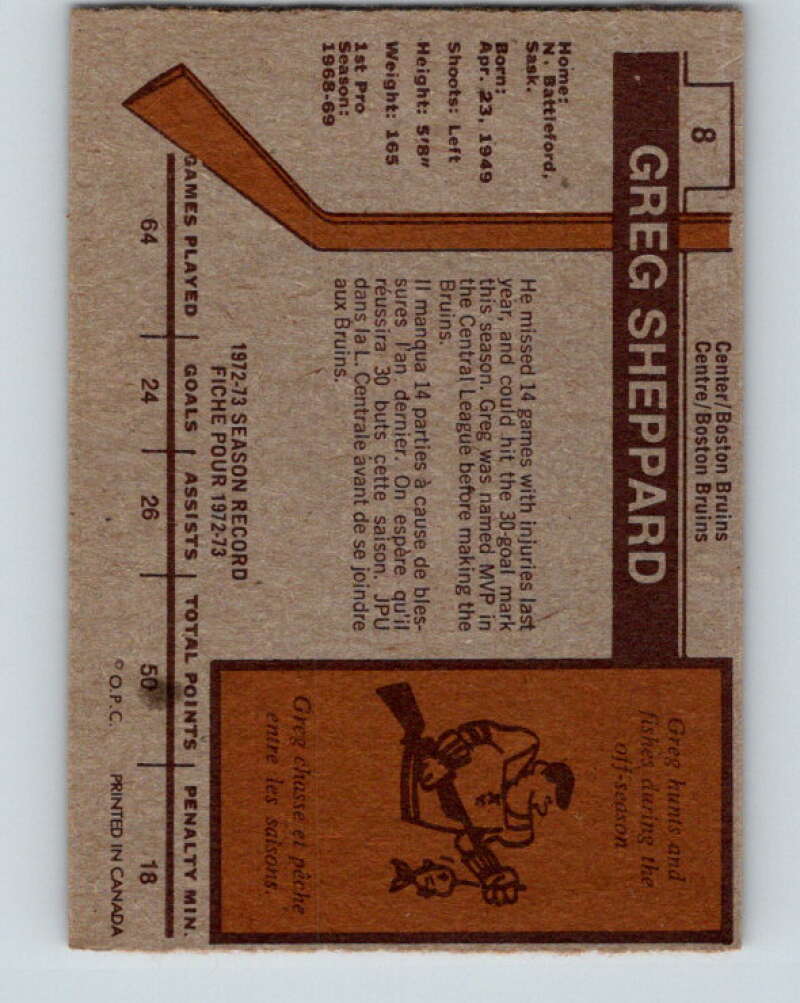 8
Center/Boston Bruins
Centre/Boston Bruins
GREG SHEPPARD
Home:
N. Battleford,
Sask.
Born:
Apr. 23, 1949
Shoots: Left
Height: 5'8"
Weight: 165
1st Pro
Season:
1968-69
He missed 14 games with injuries last
year, and could hit the 30-goal mark
this season. Greg was named MVP in
the Central League before making the
Bruins.
Il manqua 14 parties à cause de bles-
sures l'an dernier. On espère qu'il
réussira 30 buts cette saison. JPU
dans la L. Centrale avant de se joindre
aux Bruins.
Greg hunts and
fishes during the
off-season
Greg chasse et pêche
entre les saisons.
1972-73 SEASON RECORD
FICHE POUR 1972-73
GAMES PLAYED GOALS ASSISTS TOTAL POINTS PENALTY MIN.
64 24 26 50 18
© O.P.C. PRINTED IN CANADA